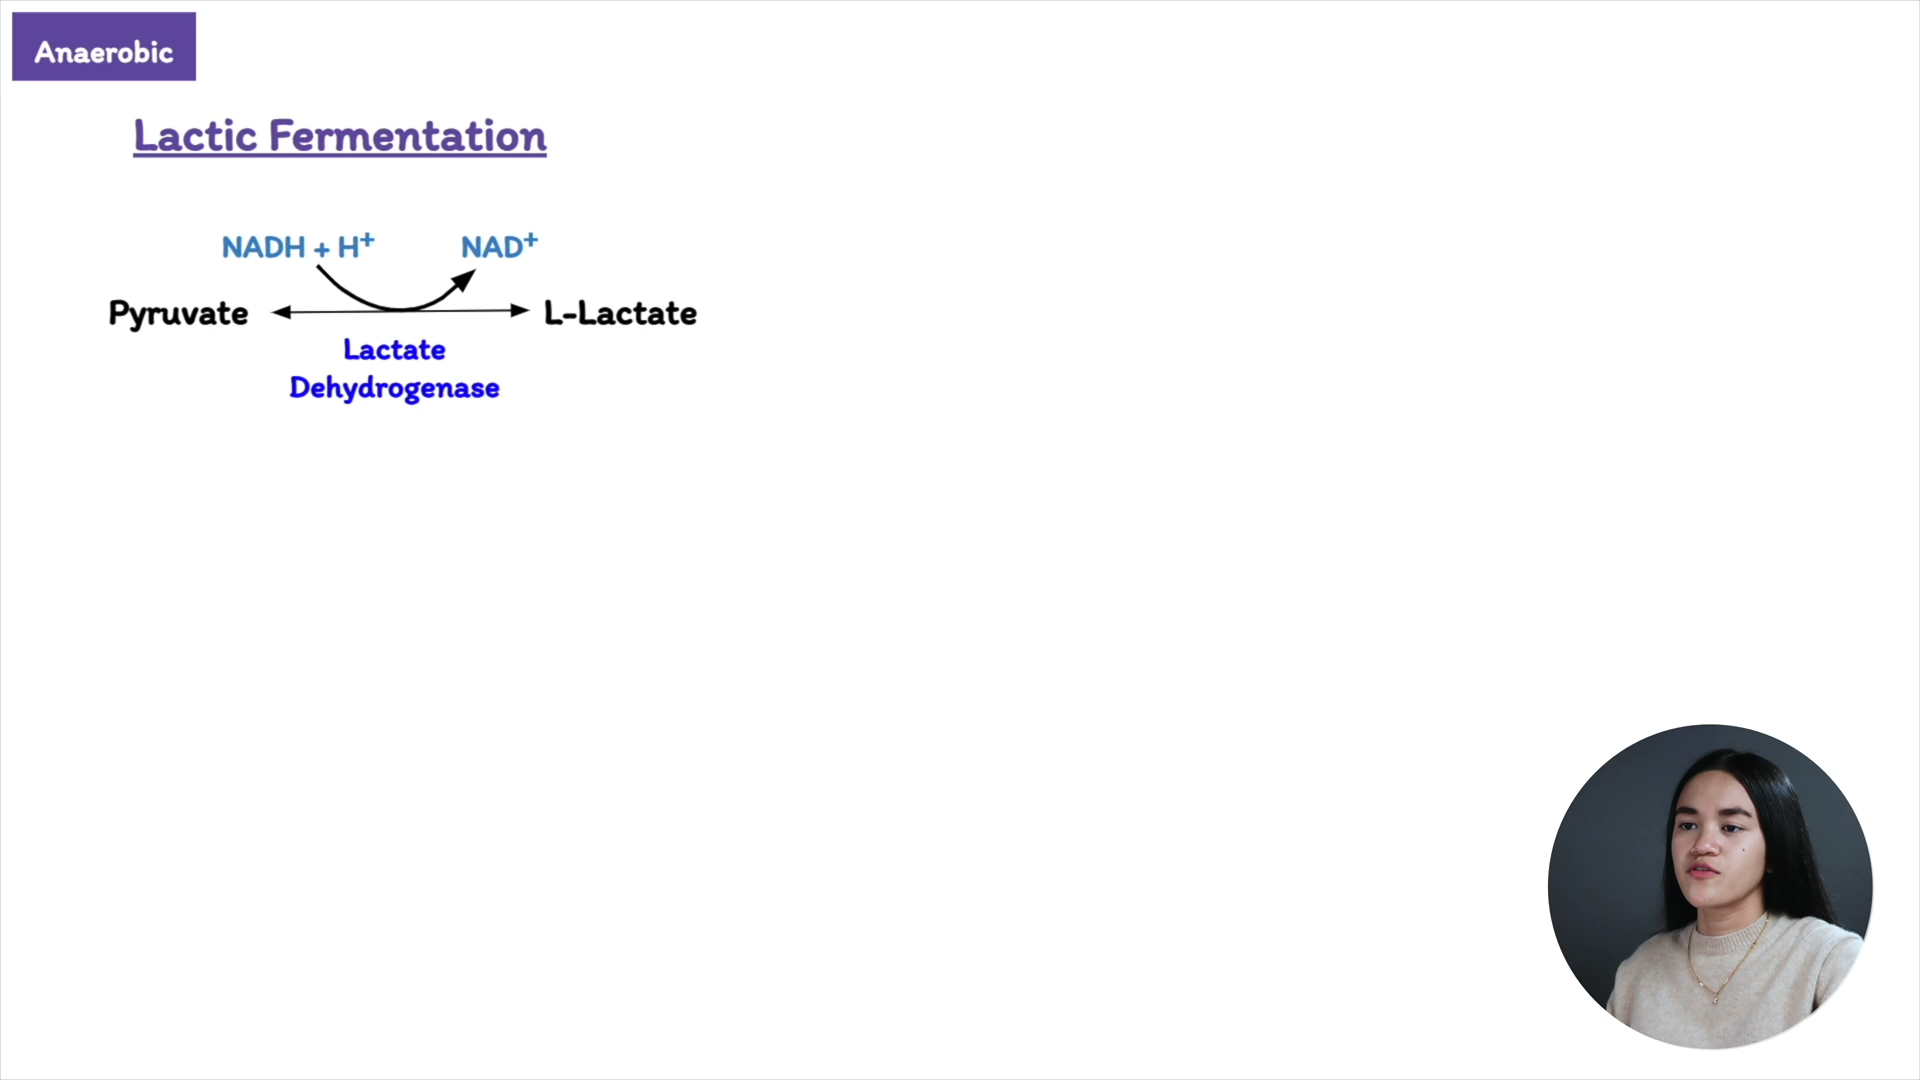 Anaerobic
Lactic Fermentation
NADH + H⁺ NAD⁺
Pyruvate L-Lactate
Lactate
Dehydrogenase